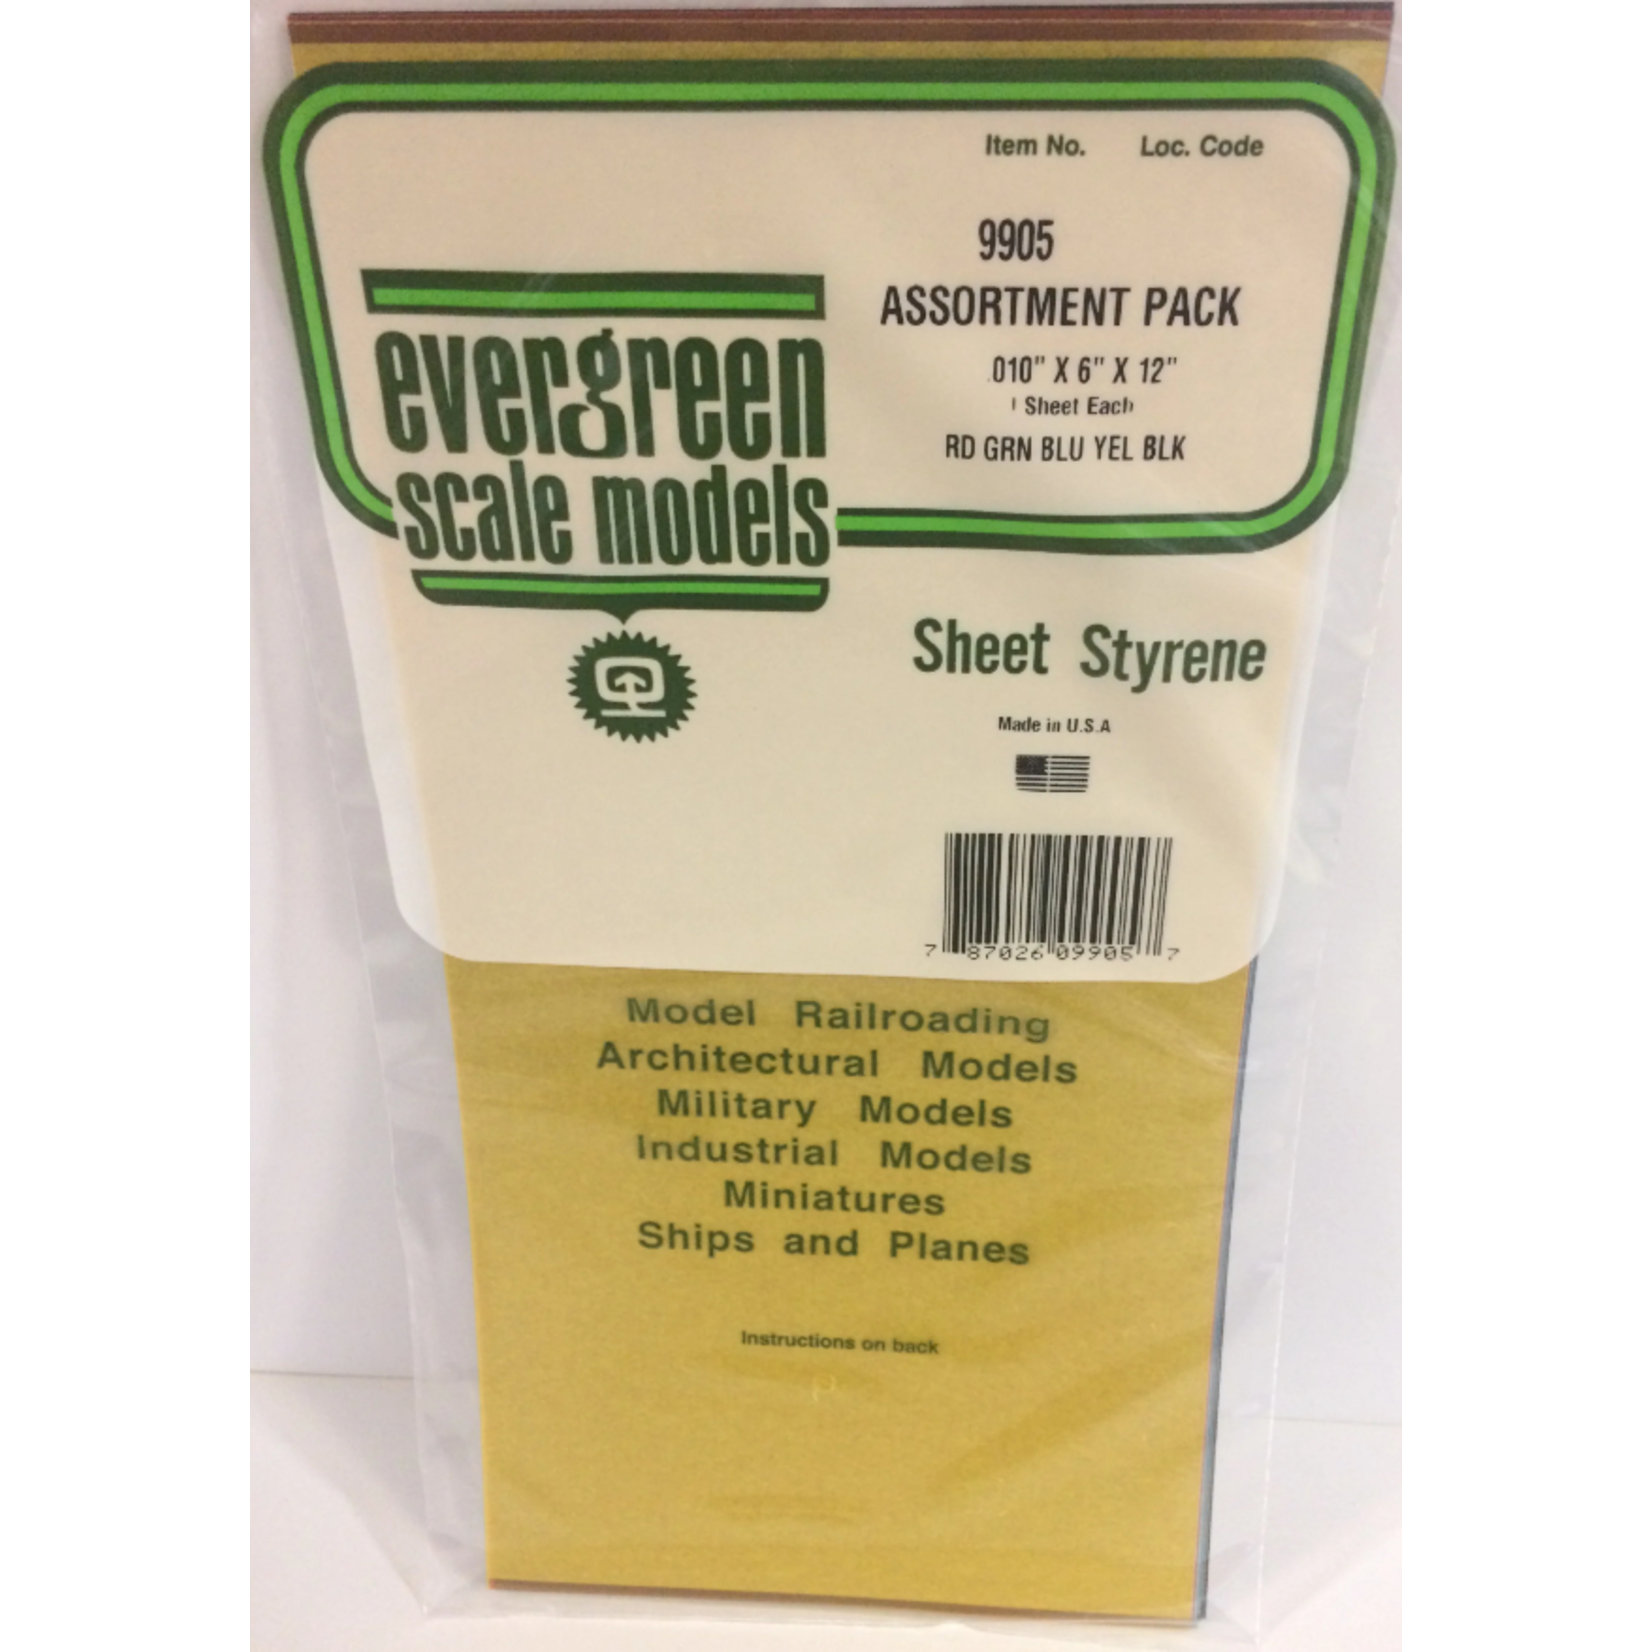 Item No. Loc. Code
9905
ASSORTMENT PACK
.010" X 6" X 12"
1 Sheet Each
RD GRN BLU YEL BLK
evergreen
scale models
Sheet Styrene
Made in U.S.A
7 87026 09905 7
Model Railroading
Architectural Models
Military Models
Industrial Models
Miniatures
Ships and Planes
Instructions on back